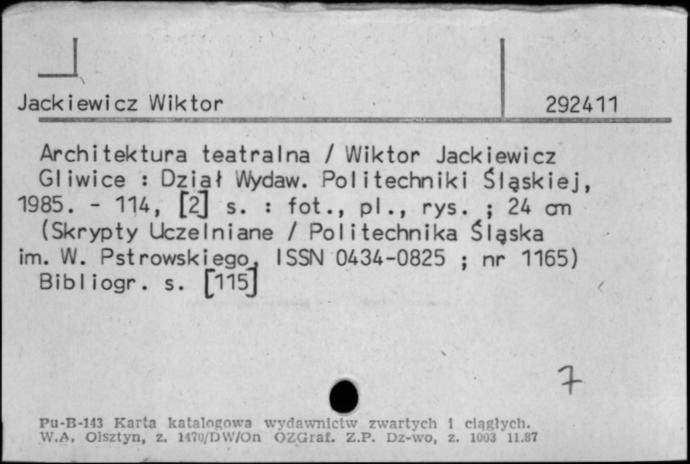 Jackiewicz Wiktor 292411
Architektura teatralna / Wiktor Jackiewicz
Gliwice : Dział Wydaw. Politechniki Śląskiej,
1985. - 114, [2] s. : fot., pl., rys. ; 24 cm
(Skrypty Uczelniane / Politechnika Śląska
im. W. Pstrowskiego, ISSN 0434-0825 ; nr 1165)
Bibliogr. s. [115]
7
Pu-B-143 Karta katalogowa wydawnictw zwartych i ciągłych.
W.A. Olsztyn, z. 1470/DW/On OZGraf. Z.P. Dz-wo, z. 1003 11.87